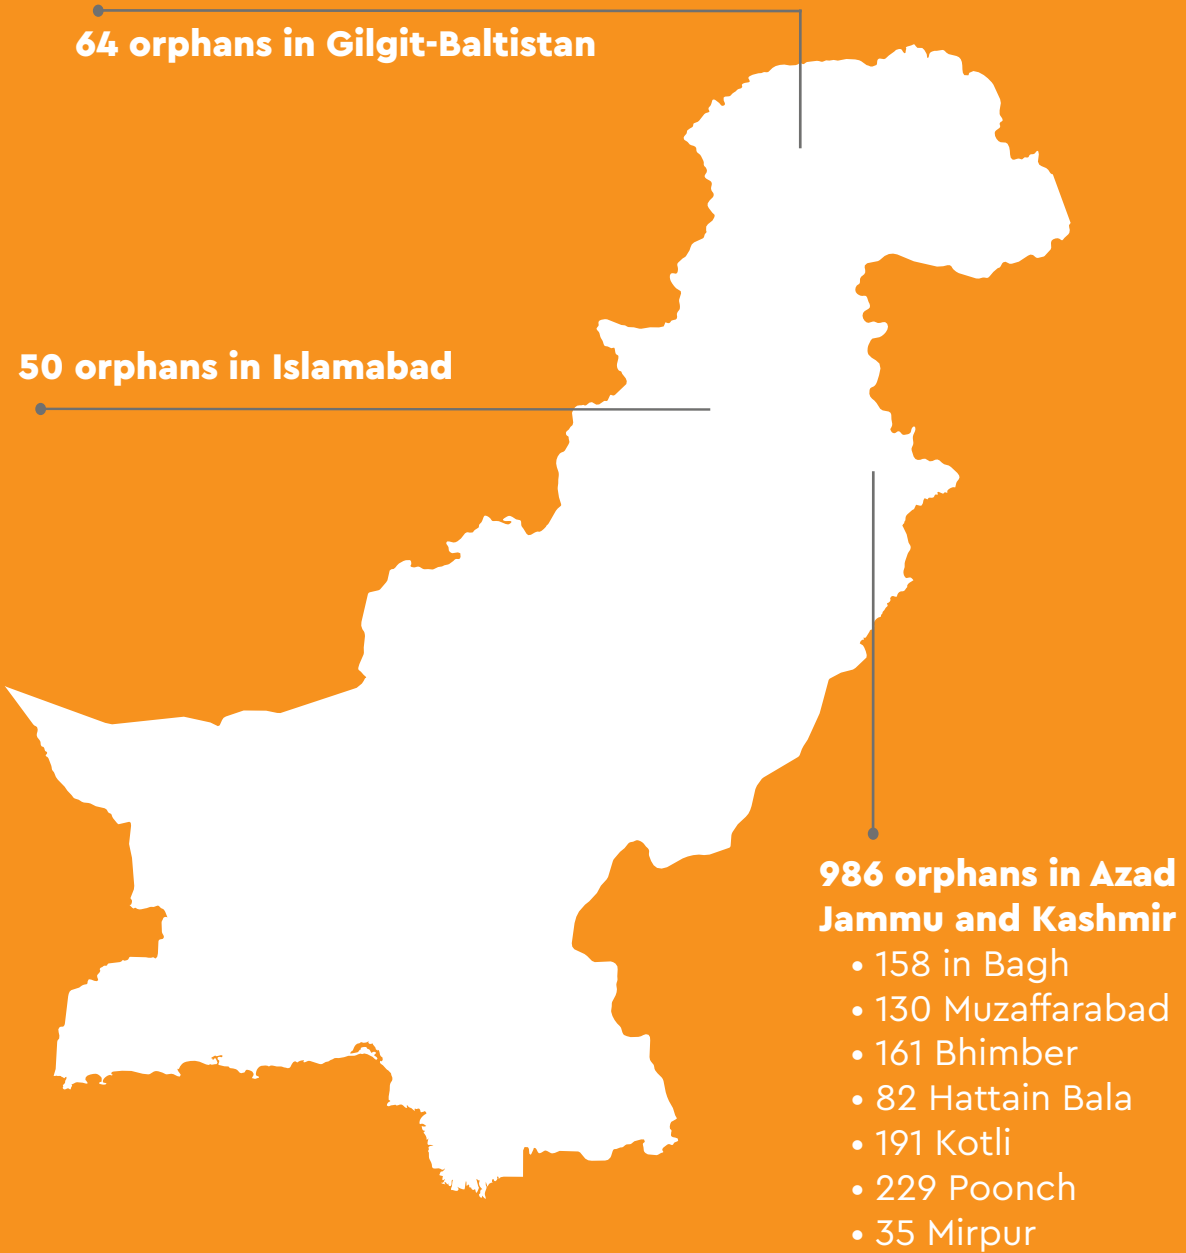 64 orphans in Gilgit-Baltistan
50 orphans in Islamabad
986 orphans in Azad
Jammu and Kashmir
• 158 in Bagh
• 130 Muzaffarabad
• 161 Bhimber
• 82 Hattain Bala
• 191 Kotli
• 229 Poonch
• 35 Mirpur